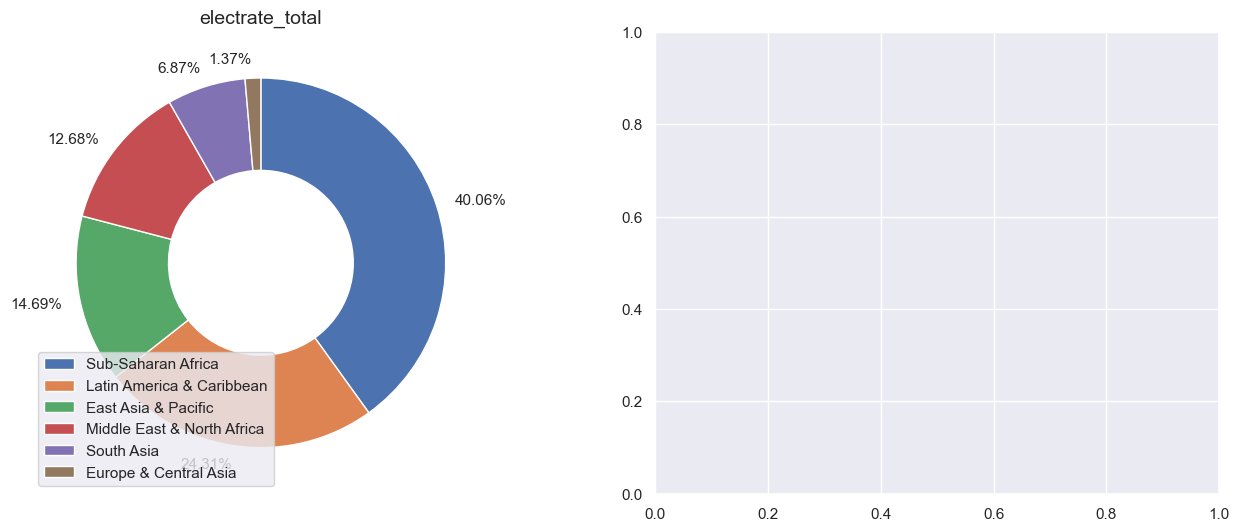 electrate_total
1.37%
6.87%
12.68%
40.06%
14.69%
24.31%
Sub-Saharan Africa
Latin America & Caribbean
East Asia & Pacific
Middle East & North Africa
South Asia
Europe & Central Asia
1.0
0.8
0.6
0.4
0.2
0.0
0.0 0.2 0.4 0.6 0.8 1.0